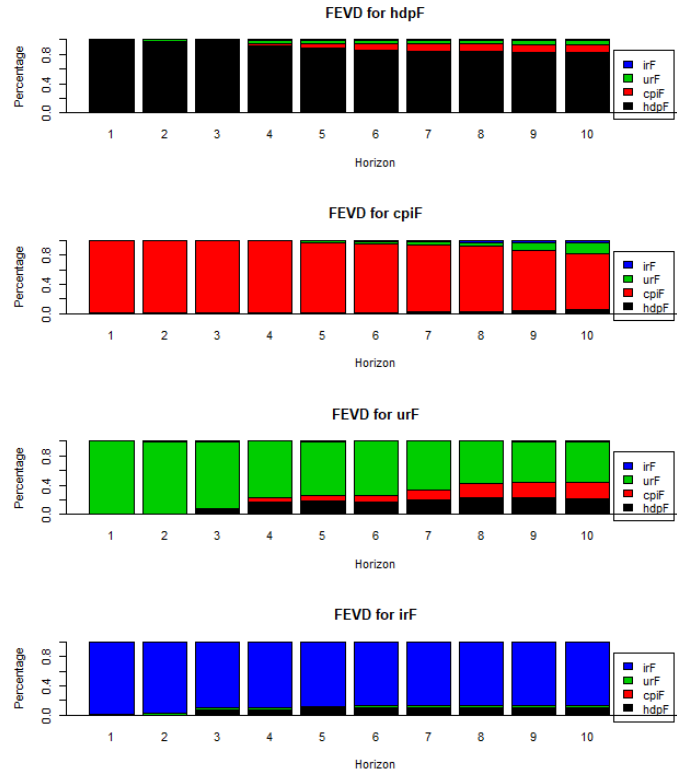 FEVD for hdpF
Percentage
0.0 0.4 0.8
1 2 3 4 5 6 7 8 9 10
Horizon
irF
urF
cpiF
hdpF
FEVD for cpiF
Percentage
0.0 0.4 0.8
1 2 3 4 5 6 7 8 9 10
Horizon
irF
urF
cpiF
hdpF
FEVD for urF
Percentage
0.0 0.4 0.8
1 2 3 4 5 6 7 8 9 10
Horizon
irF
urF
cpiF
hdpF
FEVD for irF
Percentage
0.0 0.4 0.8
1 2 3 4 5 6 7 8 9 10
Horizon
irF
urF
cpiF
hdpF